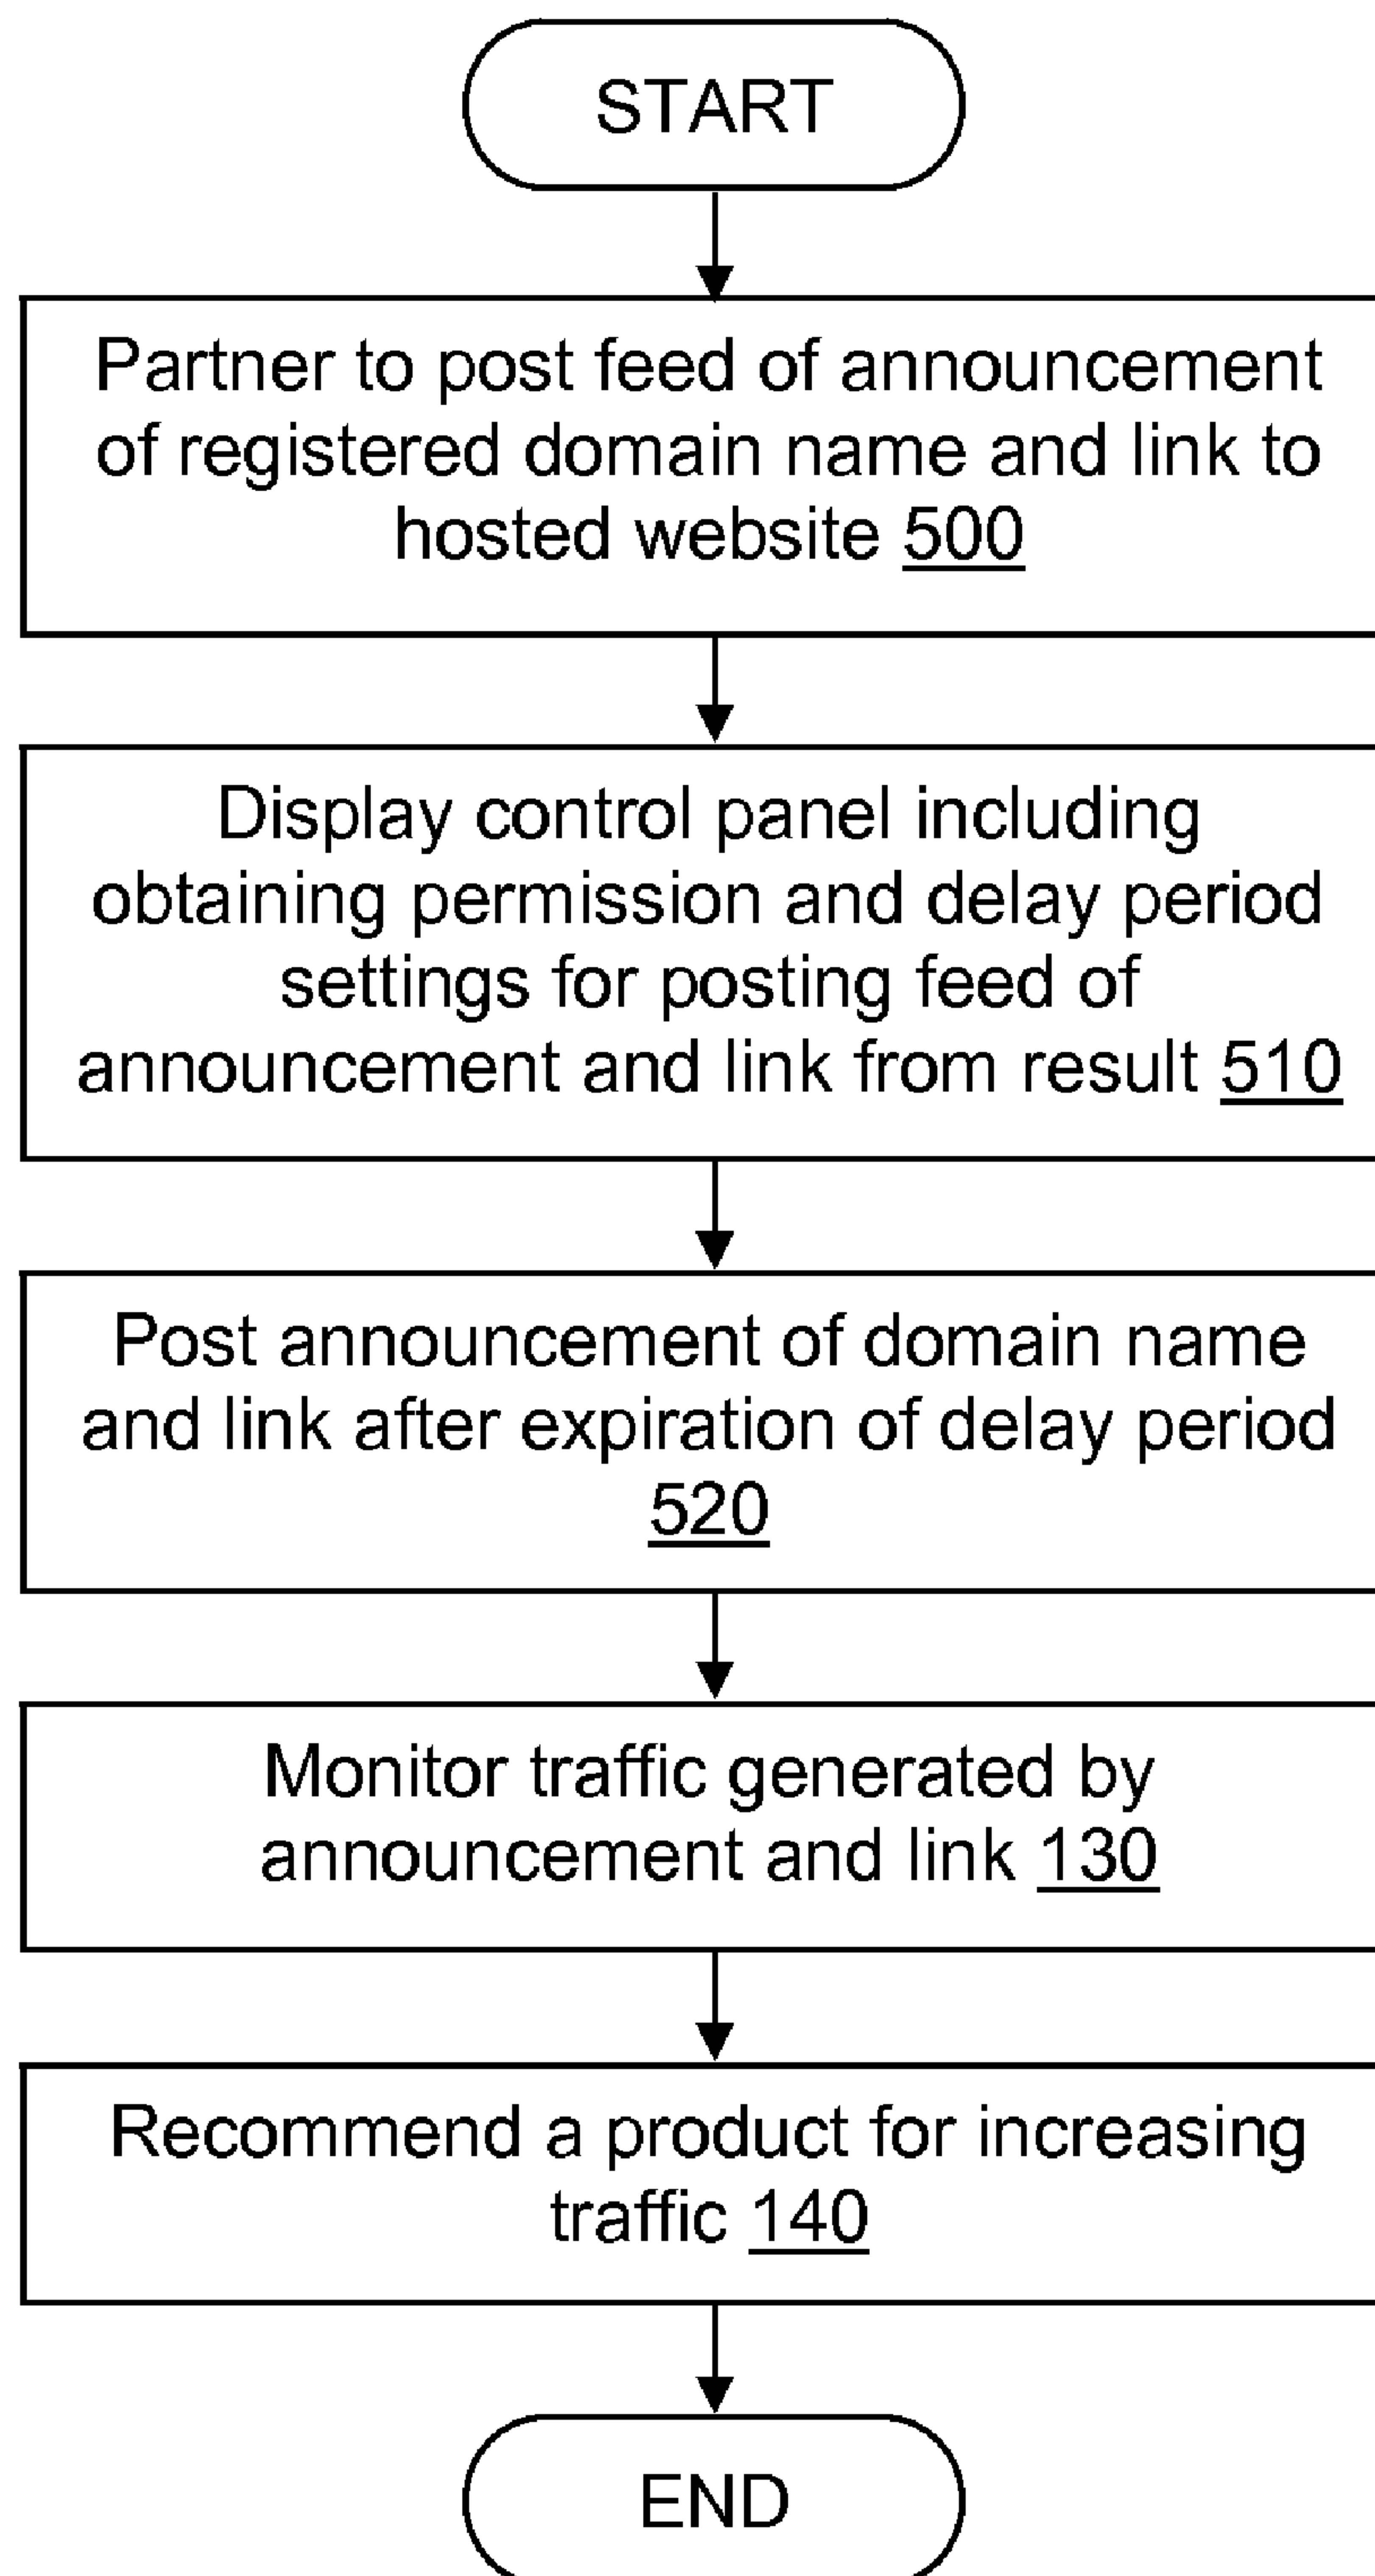 START
Partner to post feed of announcement
of registered domain name and link to
hosted website 500
Display control panel including
obtaining permission and delay period
settings for posting feed of
announcement and link from result 510
Post announcement of domain name
and link after expiration of delay period
520
Monitor traffic generated by
announcement and link 130
Recommend a product for increasing
traffic 140
END